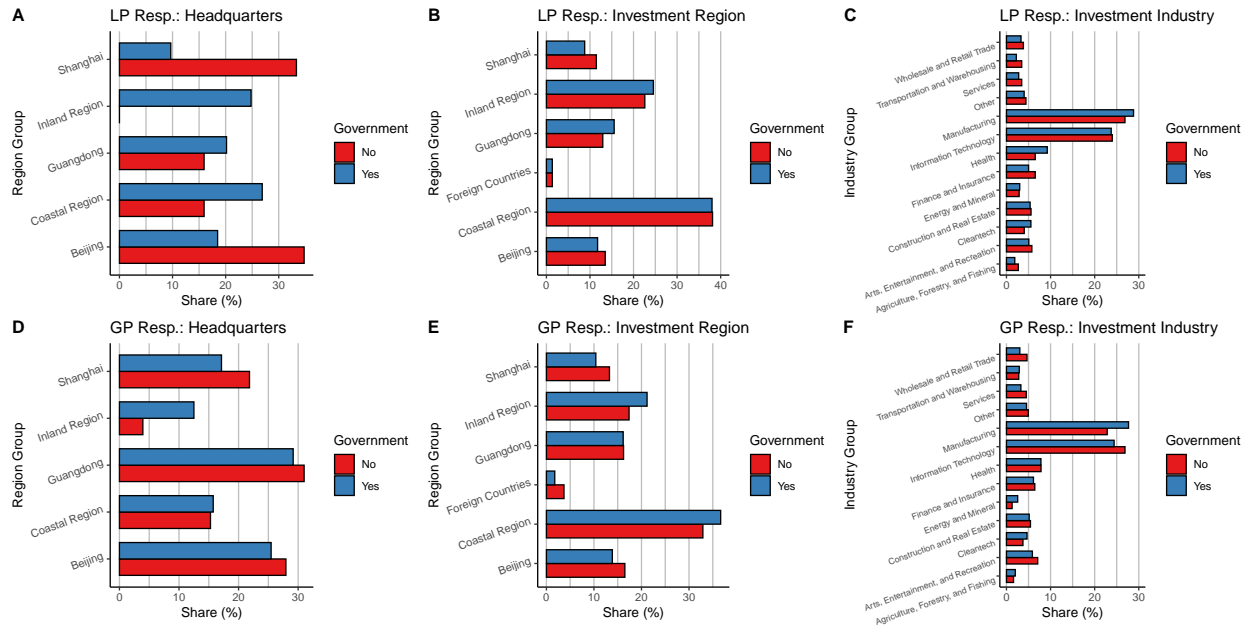 A
LP Resp.: Headquarters
Region Group
Shanghai
Inland Region
Guangdong
Coastal Region
Beijing
0
10
20
30
Share (%)
Government
No
Yes
B
LP Resp.: Investment Region
Region Group
Shanghai
Inland Region
Guangdong
Foreign Countries
Coastal Region
Beijing
0
10
20
30
40
Share (%)
Government
No
Yes
C
LP Resp.: Investment Industry
Industry Group
Wholesale and Retail Trade
Transportation and Warehousing
Services
Other
Manufacturing
Information Technology
Health
Finance and Insurance
Energy and Mineral
Construction and Real Estate
Cleantech
Arts, Entertainment, and Recreation
Agriculture, Forestry, and Fishing
0
10
20
30
Share (%)
Government
No
Yes
D
GP Resp.: Headquarters
Region Group
Shanghai
Inland Region
Guangdong
Coastal Region
Beijing
0
10
20
30
Share (%)
Government
No
Yes
E
GP Resp.: Investment Region
Region Group
Shanghai
Inland Region
Guangdong
Foreign Countries
Coastal Region
Beijing
0
10
20
30
Share (%)
Government
No
Yes
F
GP Resp.: Investment Industry
Industry Group
Wholesale and Retail Trade
Transportation and Warehousing
Services
Other
Manufacturing
Information Technology
Health
Finance and Insurance
Energy and Mineral
Construction and Real Estate
Cleantech
Arts, Entertainment, and Recreation
Agriculture, Forestry, and Fishing
0
10
20
30
Share (%)
Government
No
Yes